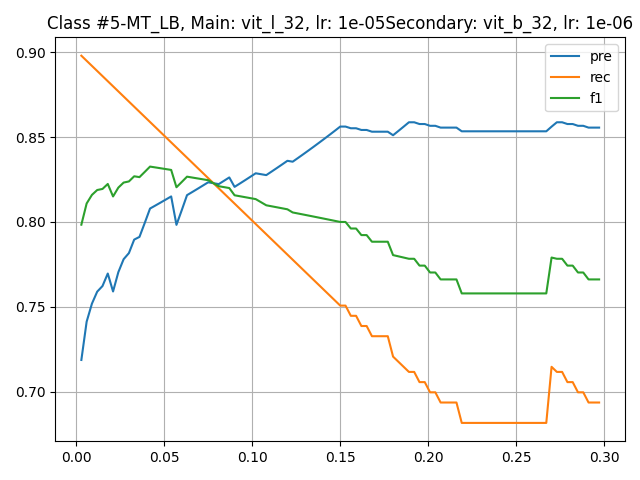 Class #5-MT_LB, Main: vit_l_32, lr: 1e-05Secondary: vit_b_32, lr: 1e-06
pre
rec
f1
0.90
0.85
0.80
0.75
0.70
0.00 0.05 0.10 0.15 0.20 0.25 0.30